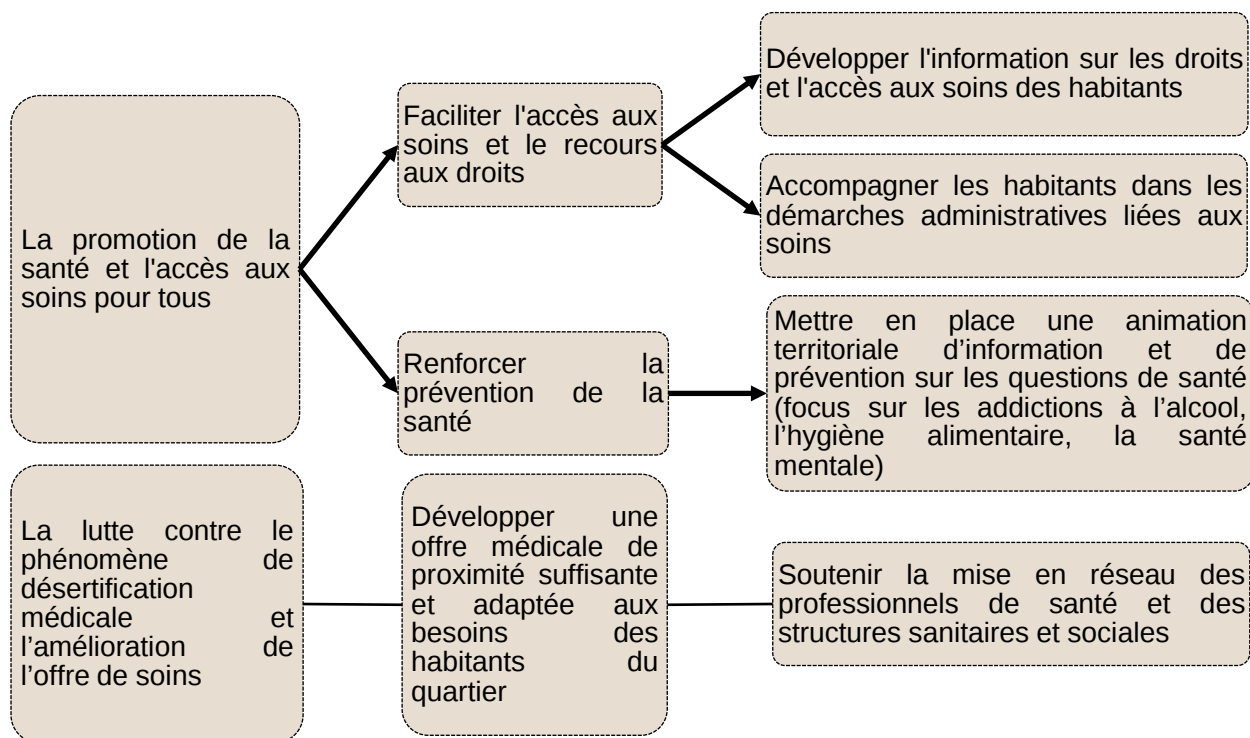 La promotion de la
santé et l'accès aux
soins pour tous
Faciliter l'accès aux
soins et le recours
aux droits
Développer l'information sur les droits
et l'accès aux soins des habitants
Accompagner les habitants dans les
démarches administratives liées aux
soins
Renforcer la
prévention de la
santé
Mettre en place une animation
territoriale d’information et de
prévention sur les questions de santé
(focus sur les addictions à l’alcool,
l’hygiène alimentaire, la santé
mentale)
La lutte contre le
phénomène de
désertification
médicale et
l’amélioration de
l’offre de soins
Développer une
offre médicale de
proximité suffisante
et adaptée aux
besoins des
habitants du
quartier
Soutenir la mise en réseau des
professionnels de santé et des
structures sanitaires et sociales